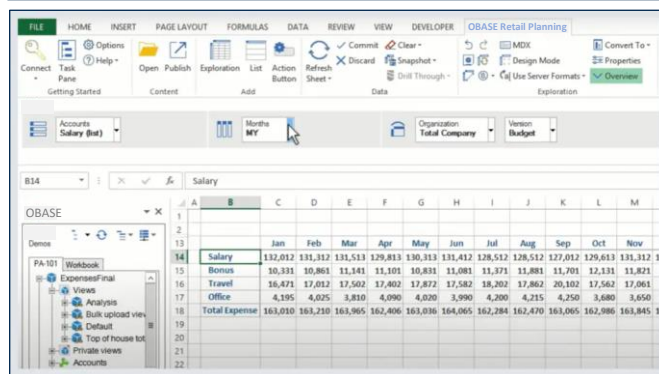 FILE HOME INSERT PAGE LAYOUT FORMULAS DATA REVIEW VIEW DEVELOPER OBASE Retail Planning
Options
Help
Connect Task Pane
Getting Started
Open Publish
Content
Exploration List Action Button
Add
Refresh Sheet
Commit Clear
Discard Snapshot
Drill Through
Data
MDX
Design Mode
Use Server Formats
Convert To
Properties
Overview
Exploration
Accounts
Salary (list)
Months
MY
Organization
Total Company
Version
Budget
B14 fx Salary
OBASE
Demos
PA-101 Workbook
ExpensesFinal
Views
Analysis
Bulk upload view
Default
Top of house tot
Private views
Accounts
A B C D E F G H I J K L M
1
2
13 Jan Feb Mar Apr May Jun Jul Aug Sep Oct Nov
14 Salary 132,012 131,312 131,513 129,813 130,313 131,412 128,512 128,512 127,012 129,613 131,312 1
15 Bonus 10,331 10,861 11,141 11,101 10,831 11,081 11,371 11,881 11,701 12,131 11,821
16 Travel 16,471 17,012 17,502 17,402 17,872 17,582 18,202 17,862 20,102 17,562 17,061
17 Office 4,195 4,025 3,810 4,090 4,020 3,990 4,200 4,215 4,250 3,680 3,650
18 Total Expense 163,010 163,210 163,965 162,406 163,036 164,065 162,284 162,470 163,065 162,986 163,845 1
19
20
21
22